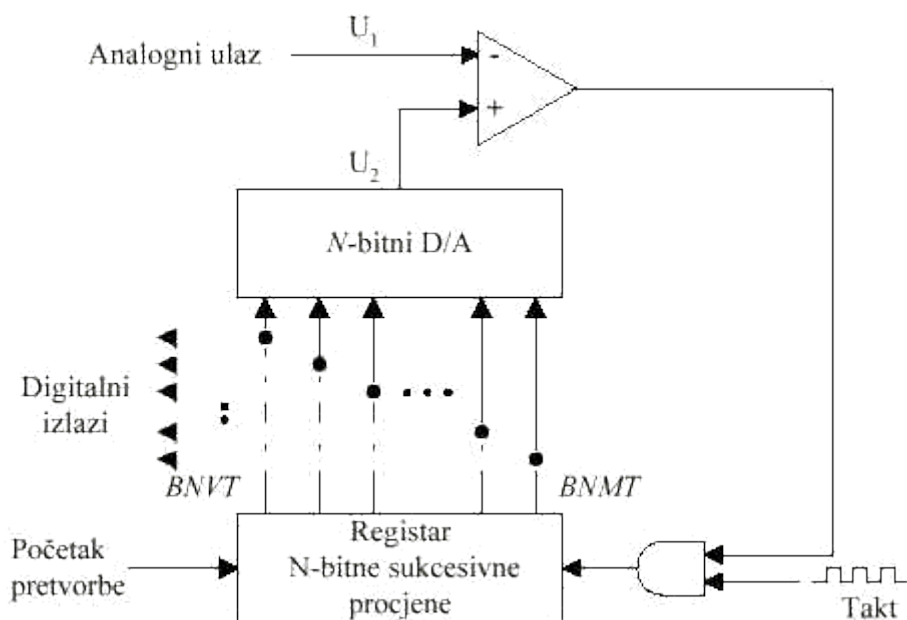 U1
Analogni ulaz
-
+
U2
N-bitni D/A
Digitalni
izlazi
BNVT
BNMT
Početak
pretvorbe
Registar
N-bitne sukcesivne
procjene
Takt